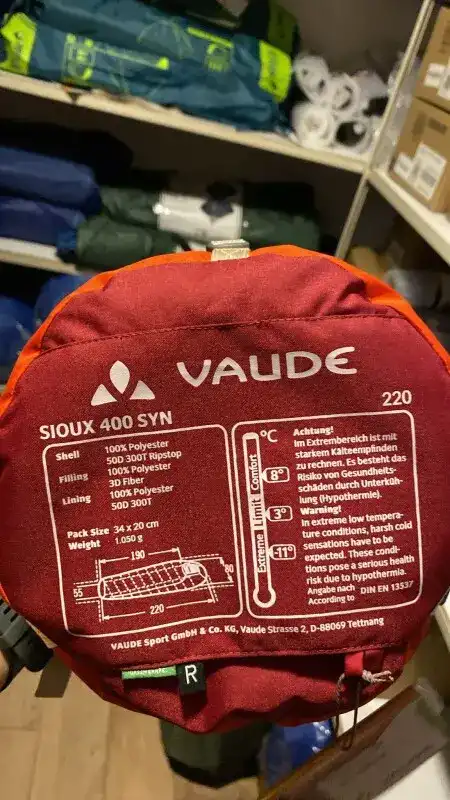 VAUDE
220
SIOUX 400 SYN
Shell 100% Polyester
50D 300T Ripstop
Filling 100% Polyester
3D Fiber
Lining 100% Polyester
50D 300T
Pack Size 34 x 20 cm
Weight 1.050 g
190
55
80
220
°C
Comfort
8°
Limit
3°
Extreme
-11°
Achtung!
Im Extrembereich ist mit
starkem Kälteempfinden
zu rechnen. Es besteht das
Risiko von Gesundheits-
schäden durch Unterküh-
lung (Hypothermie).
Warning!
In extreme low tempera-
ture conditions, harsh cold
sensations have to be
expected. These condi-
tions pose a serious health
risk due to hypothermia.
Angabe nach
According to DIN EN 13537
VAUDE Sport GmbH & Co. KG, Vaude Strasse 2, D-88069 Tettnang
R